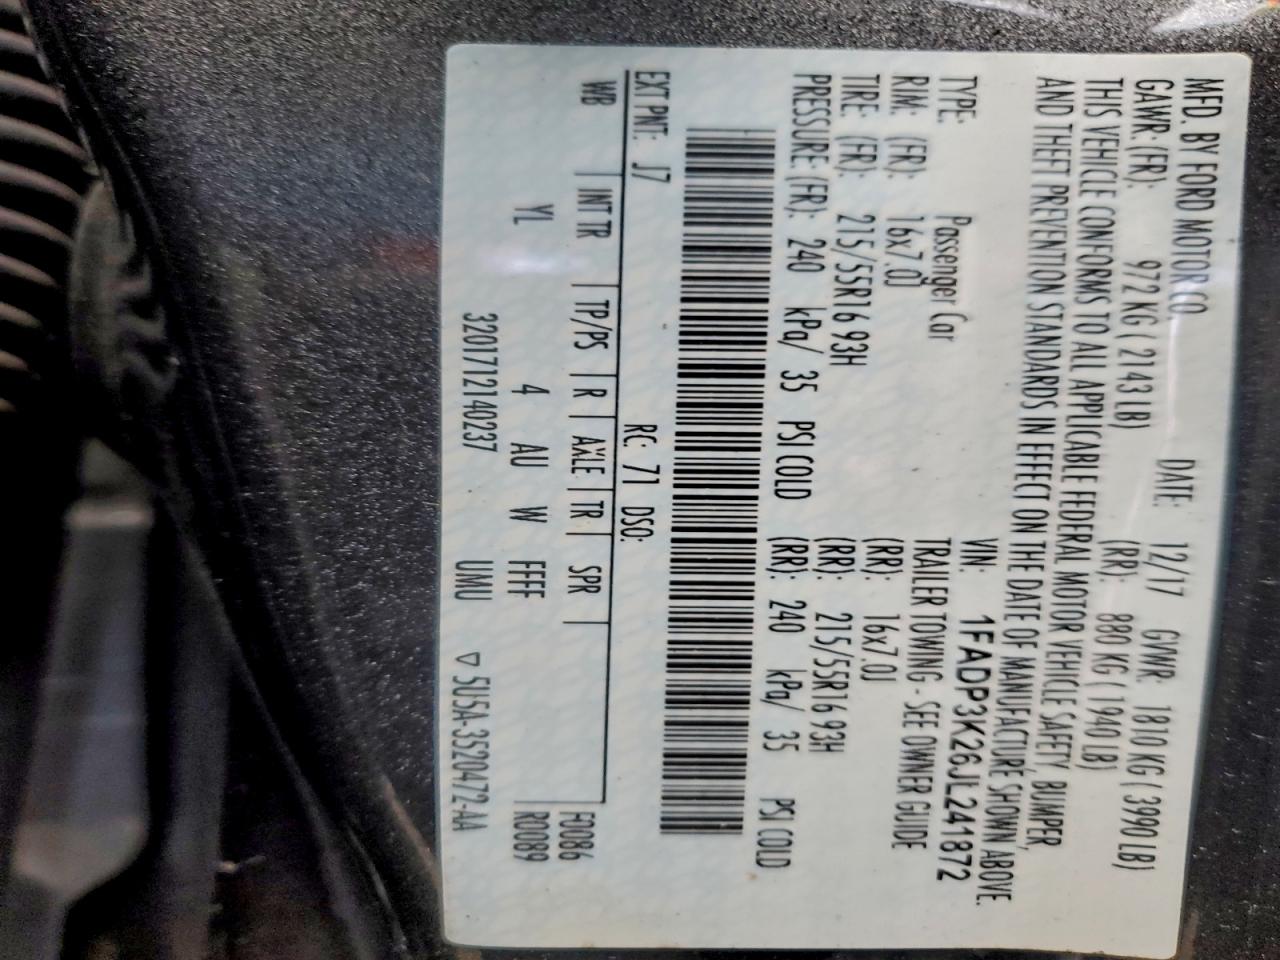 MFD. BY FORD MOTOR CO
DATE: 12/17 GVWR: 1810 KG ( 3990 LB)
GAWR: (FR): 972 KG ( 2143 LB) (RR): 880 KG ( 1940 LB)
THIS VEHICLE CONFORMS TO ALL APPLICABLE FEDERAL MOTOR VEHICLE SAFETY, BUMPER,
AND THEFT PREVENTION STANDARDS IN EFFECT ON THE DATE OF MANUFACTURE SHOWN ABOVE.
VIN: 1FADP3K26JL241872
TYPE: Passenger Car TRAILER TOWING - SEE OWNER GUIDE
RIM: (FR): 16x7.0J (RR): 16x7.0J
TIRE: (FR): 215/55R16 93H (RR): 215/55R16 93H
PRESSURE (FR): 240 kPa/ 35 PSI COLD (RR): 240 kPa/ 35 PSI COLD
EXT PNT: J7 RC: 71 DSO:
WB INT TR TP/PS R AXLE TR SPR F0086
YL 4 AU W FFFF R0089
3201712140237 UMU ▽ 5U5A-3520472-AA